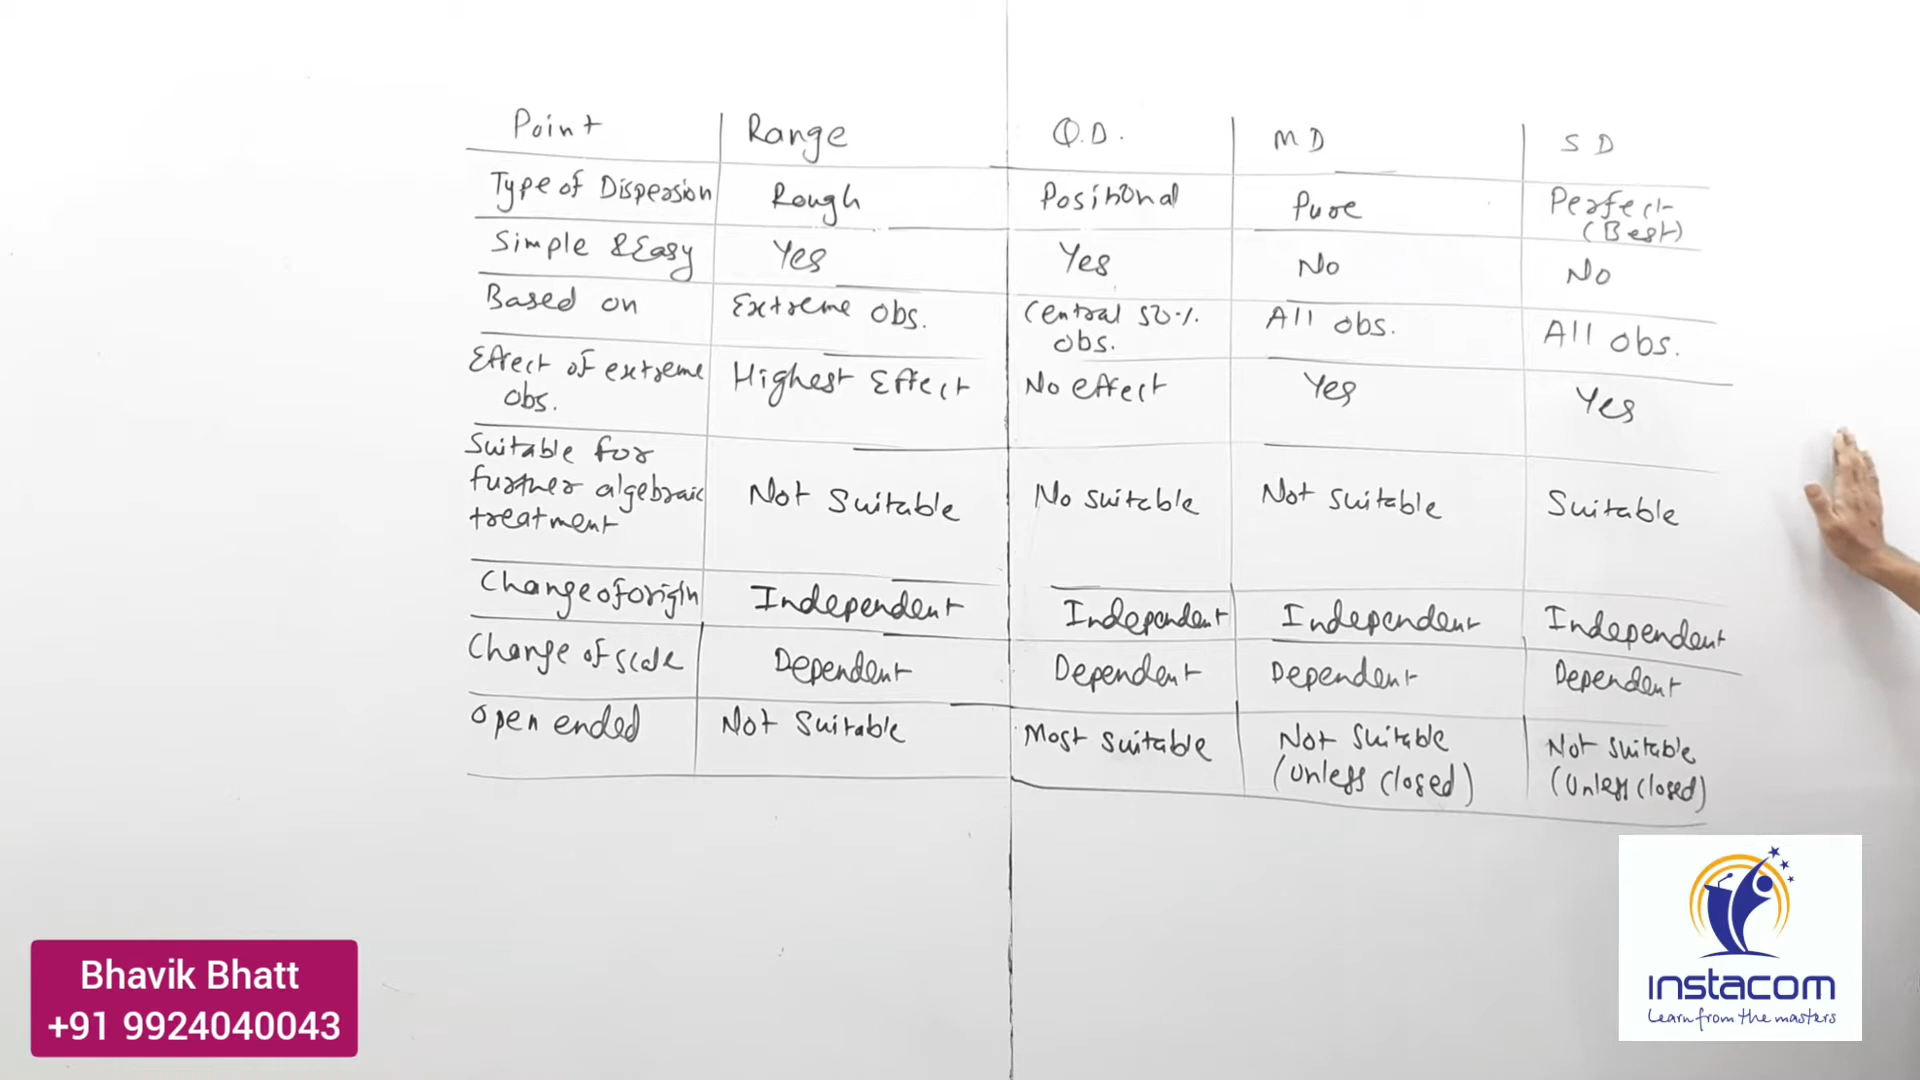 Point Range Q.D. MD SD
Type of Dispersion Rough Positional Pure Perfect
(Best)
Simple & Easy Yes Yes No No
Based on Extreme Obs. Central 50% All obs. All obs.
obs.
Effect of extreme Highest Effect No effect Yes Yes
obs.
Suitable for
further algebraic Not Suitable No suitable Not suitable Suitable
treatment
Change of origin Independent Independent Independent Independent
Change of scale Dependent Dependent Dependent Dependent
Open ended Not Suitable Most suitable Not suitable Not suitable
(Unless closed) (Unless closed)
Bhavik Bhatt
+91 9924040043
instacom
Learn from the masters